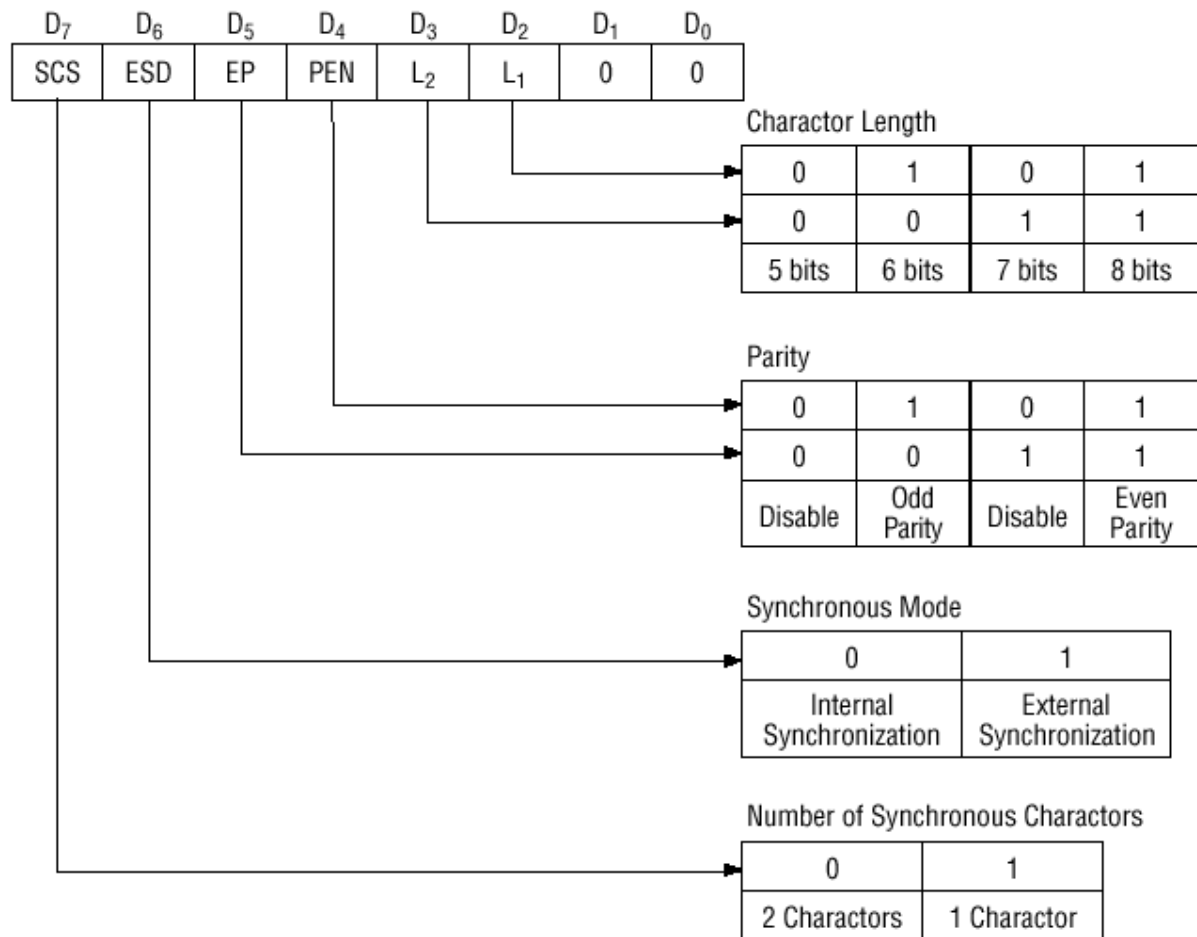 D₇ D₆ D₅ D₄ D₃ D₂ D₁ D₀
SCS ESD EP PEN L₂ L₁ 0 0
Charactor Length
0 1 0 1
0 0 1 1
5 bits 6 bits 7 bits 8 bits
Parity
0 1 0 1
0 0 1 1
Disable Odd Parity Disable Even Parity
Synchronous Mode
0 1
Internal Synchronization External Synchronization
Number of Synchronous Charactors
0 1
2 Charactors 1 Charactor